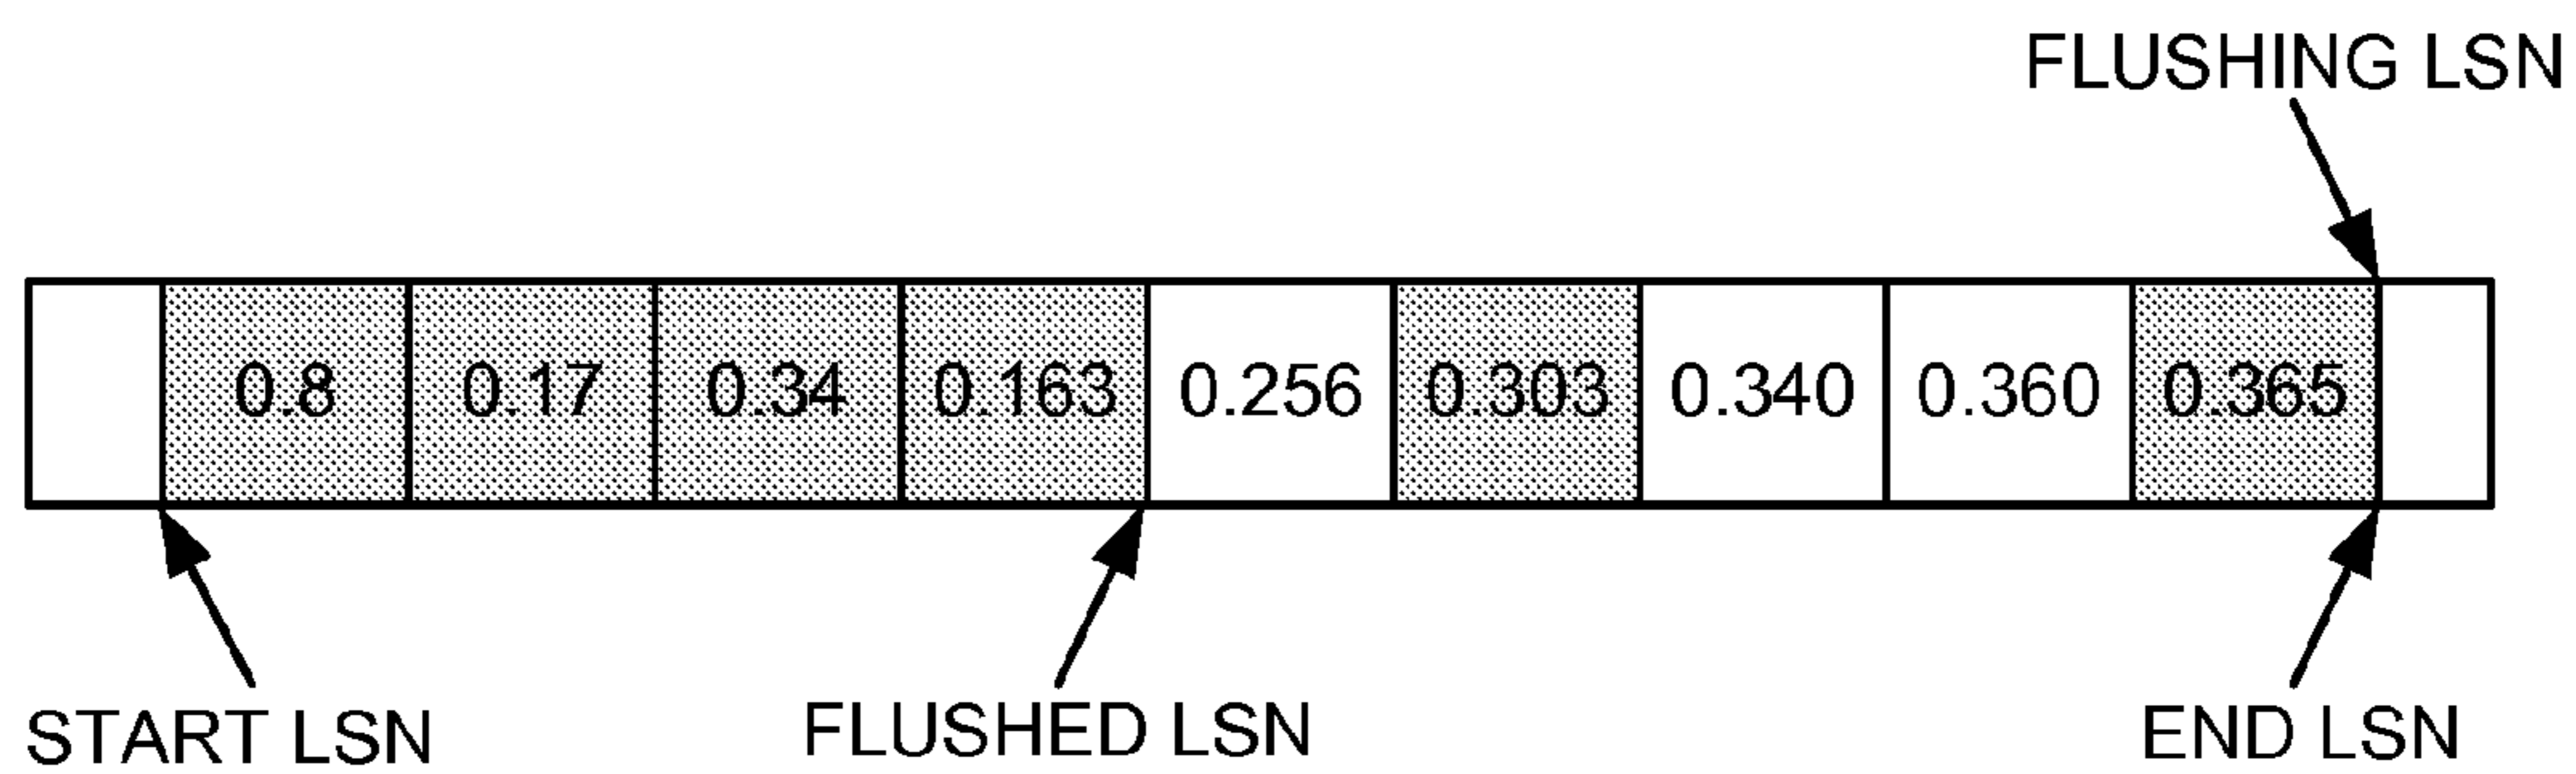 FLUSHING LSN
0.8 0.17 0.34 0.163 0.256 0.303 0.340 0.360 0.365
START LSN FLUSHED LSN END LSN